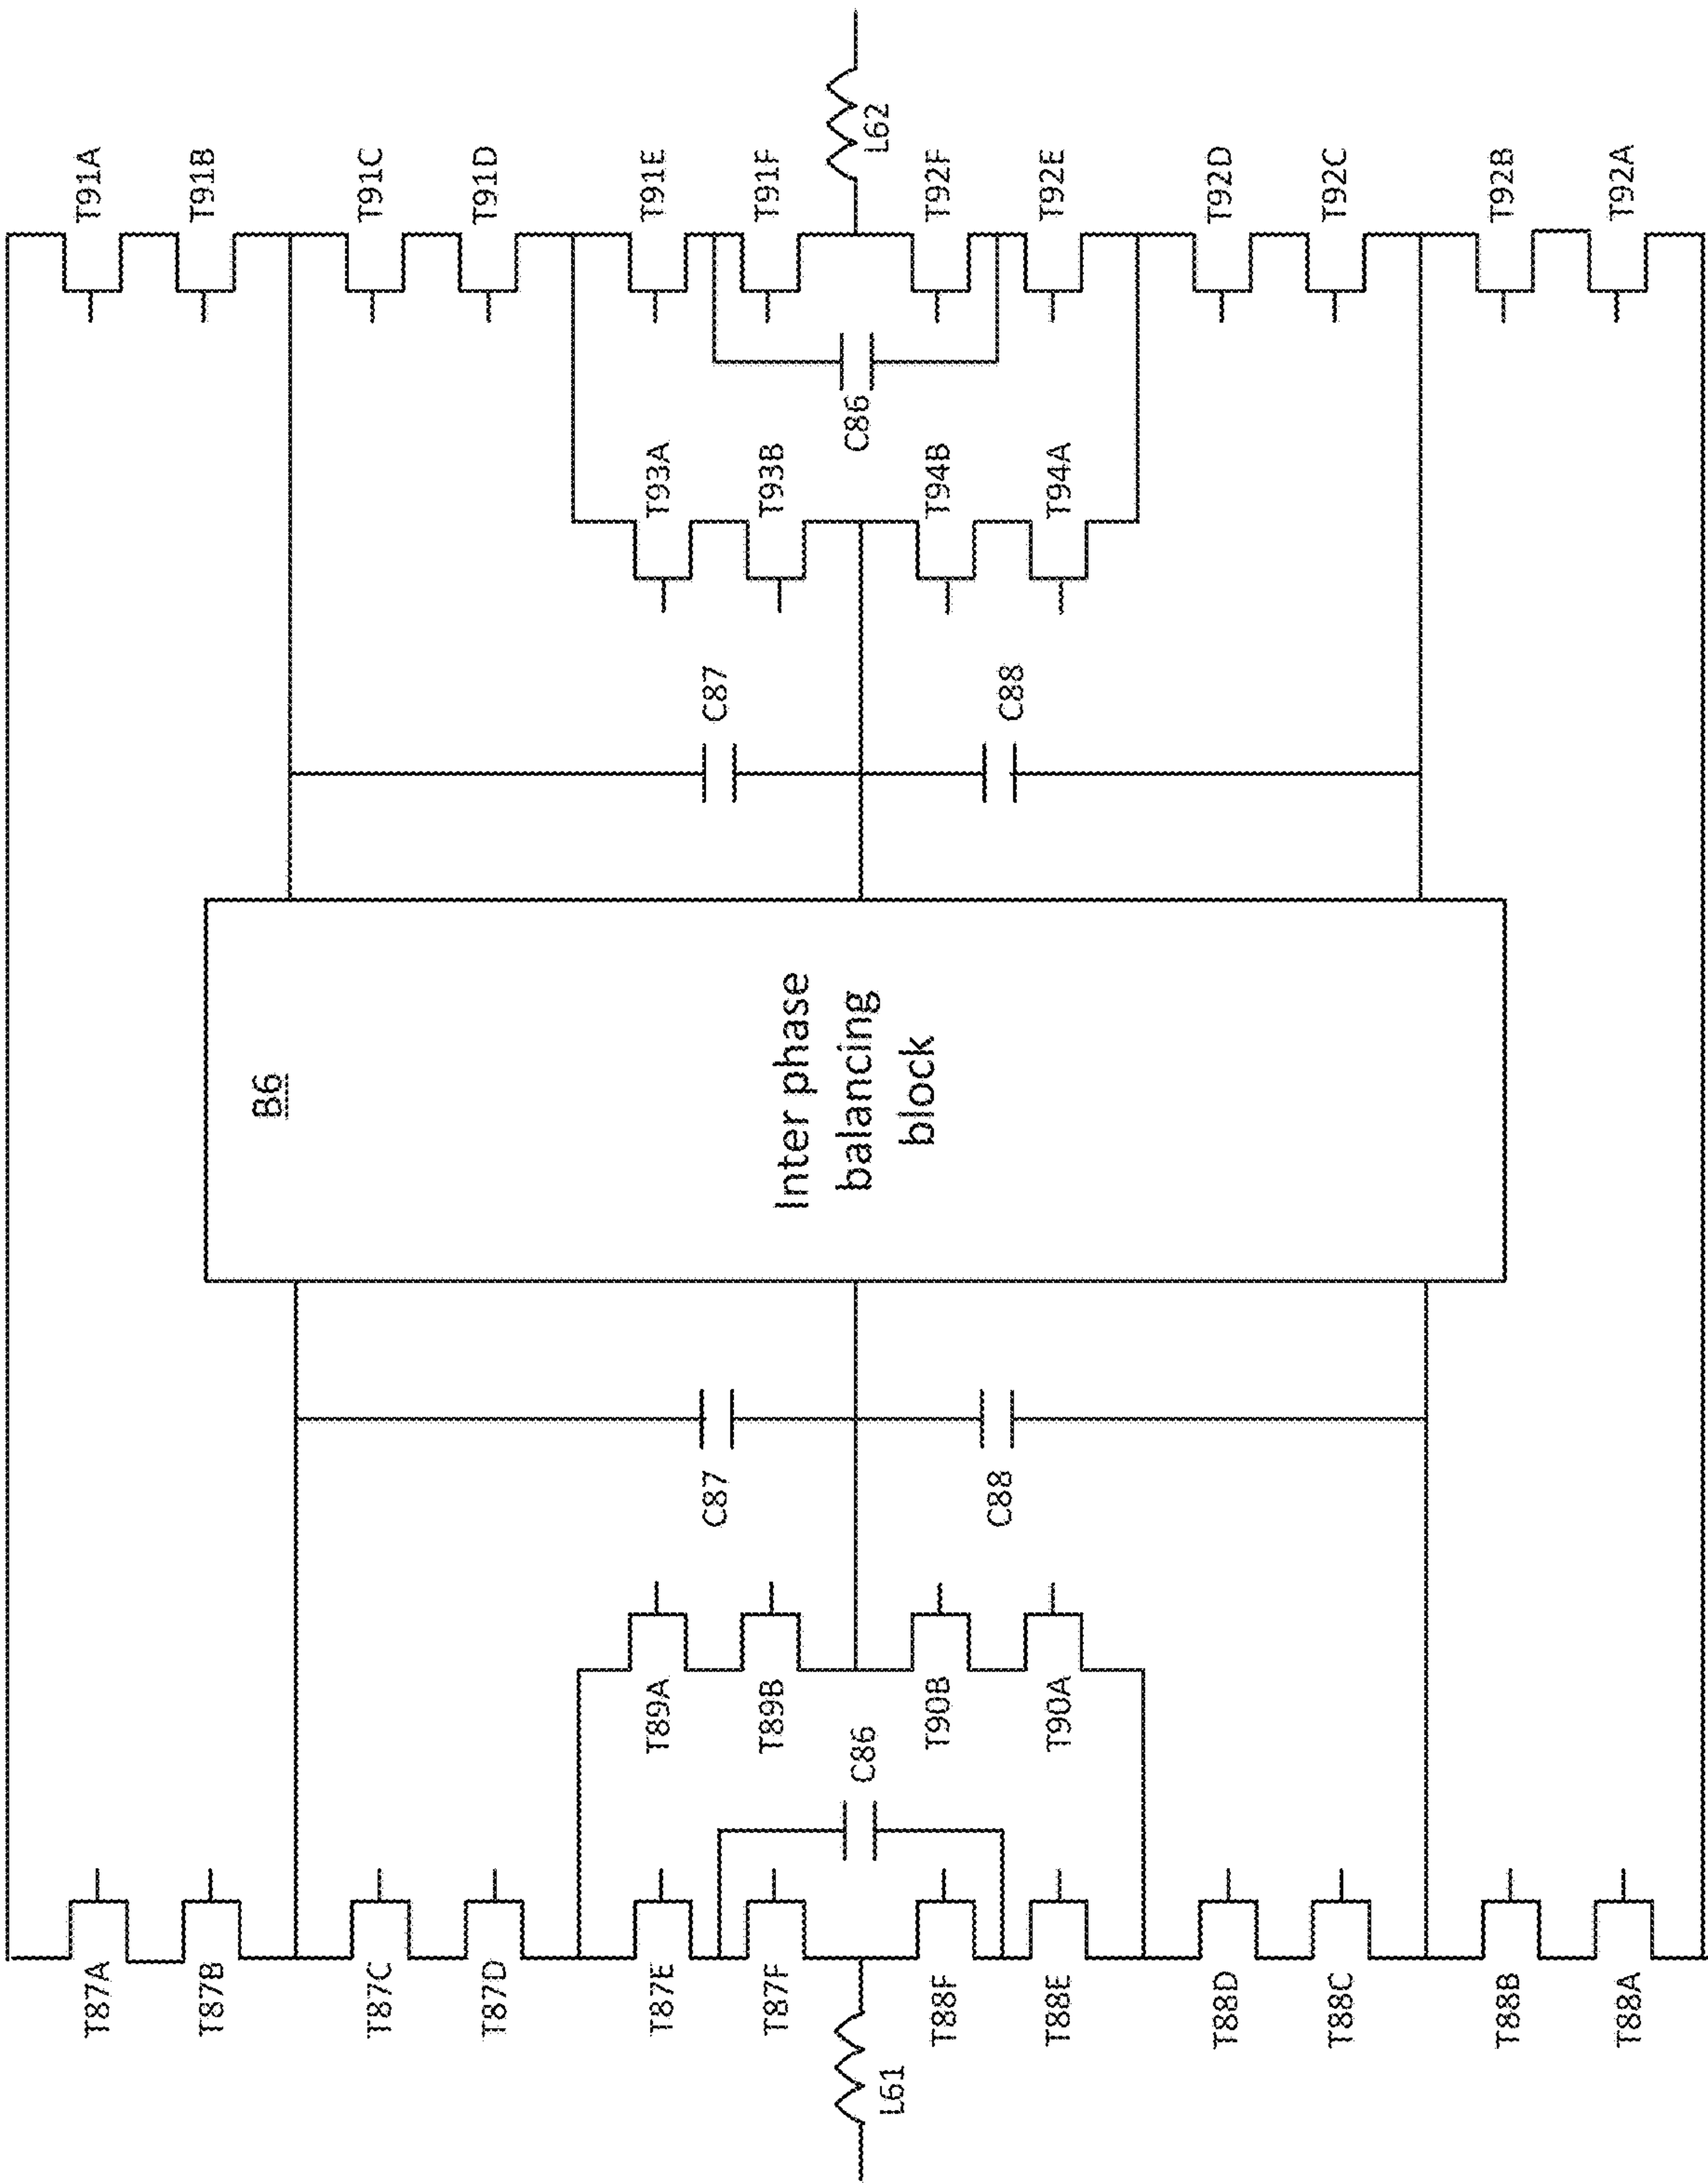 T87A
T91A
T87B
T91B
B6
T87C
T91C
T87D
T91D
T87E
T89A
T93A
T91E
C87
C87
T87F
T89B
T93B
T91F
Inter phase
balancing
block
L61
C86
C86
L62
T88F
T90B
T94B
T92F
C88
C88
T88E
T90A
T94A
T92E
T88D
T92D
T88C
T92C
T88B
T92B
T88A
T92A